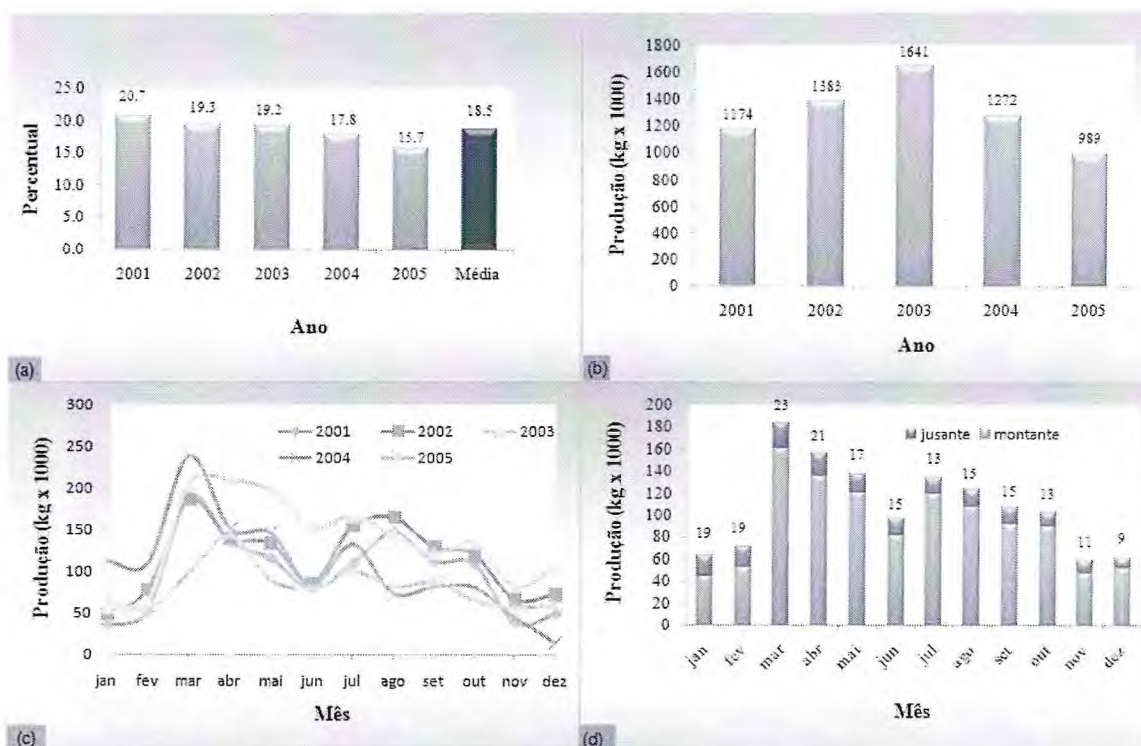 25.0
20.0
15.0
10.0
5.0
0.0
Percentual
20.7
19.3
19.2
17.8
15.7
18.5
2001 2002 2003 2004 2005 Média
Ano
(a)
1800
1600
1400
1200
1000
800
600
400
200
0
Produção (kg x 1000)
1174
1383
1641
1272
989
2001 2002 2003 2004 2005
Ano
(b)
300
250
200
150
100
50
0
Produção (kg x 1000)
2001 2002 2003
2004 2005
jan fev mar abr mai jun jul ago set out nov dez
Mês
(c)
200
180
160
140
120
100
80
60
40
20
0
Produção (kg x 1000)
jusante montante
19 19 23 21 17 15 13 15 15 13 11 9
jan fev mar abr mai jun jul ago set out nov dez
Mês
(d)